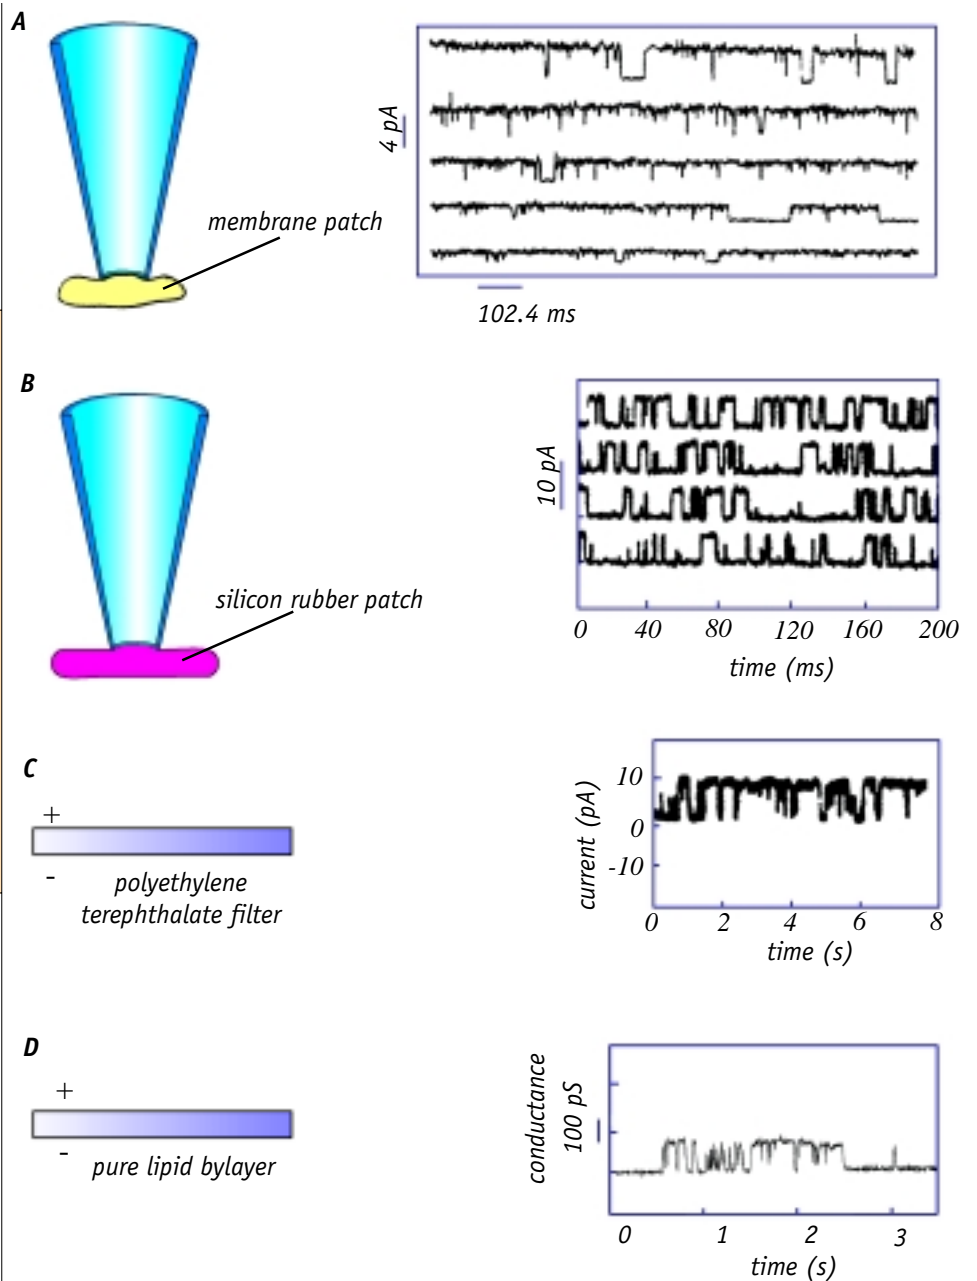 A
4 pA
membrane patch
102.4 ms
B
10 pA
silicon rubber patch
0 40 80 120 160 200
time (ms)
C
+
-
polyethylene
terephthalate filter
current (pA)
10
0
-10
0 2 4 6 8
time (s)
D
+
-
pure lipid bylayer
conductance
100 pS
0 1 2 3
time (s)